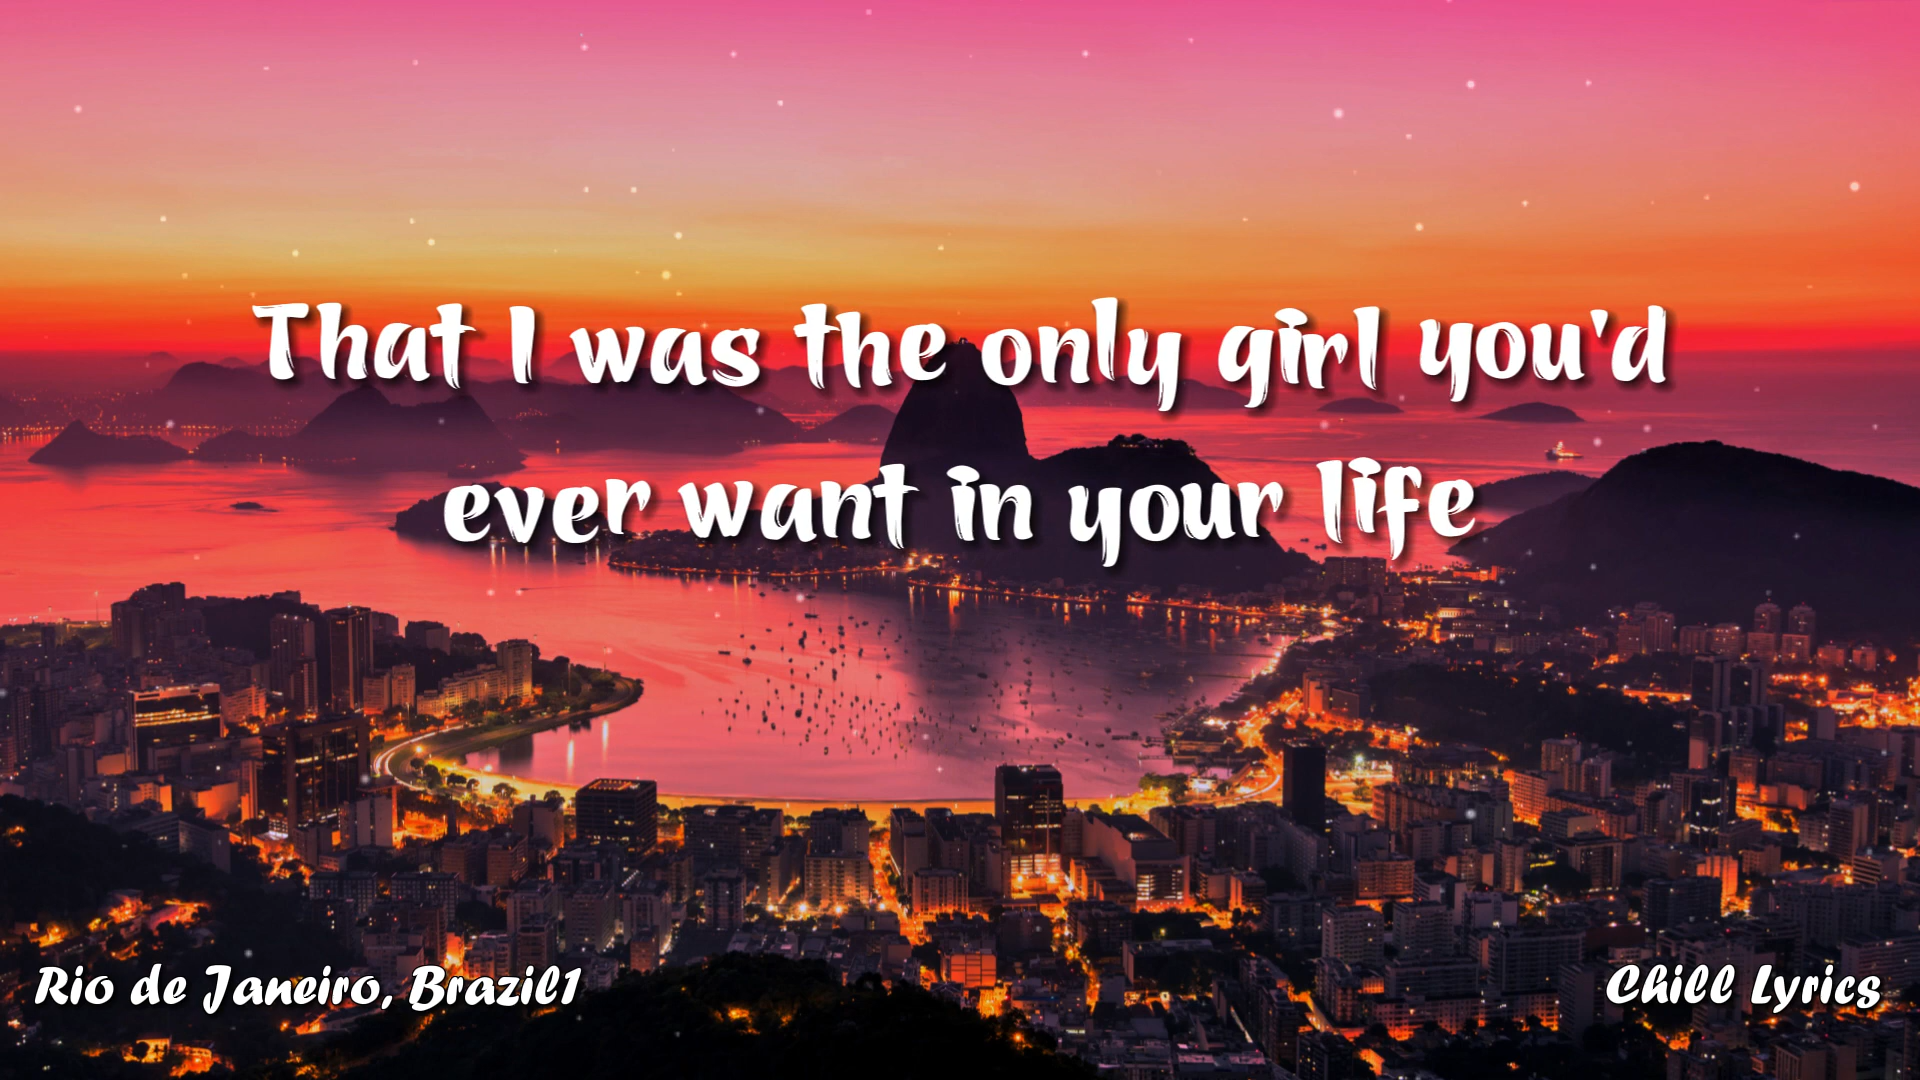 That I was the only girl you'd
ever want in your life
Rio de Janeiro, Brazil1
Chill Lyrics